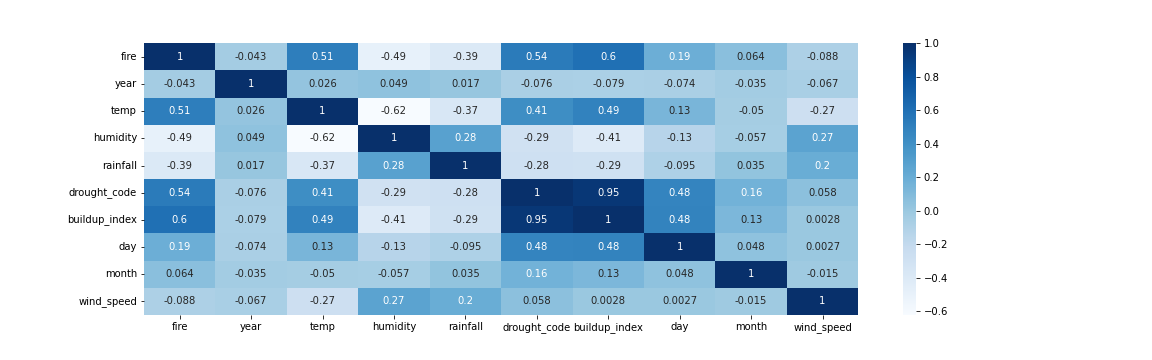 fire 1 -0.043 0.51 -0.49 -0.39 0.54 0.6 0.19 0.064 -0.088
year -0.043 1 0.026 0.049 0.017 -0.076 -0.079 -0.074 -0.035 -0.067
temp 0.51 0.026 1 -0.62 -0.37 0.41 0.49 0.13 -0.05 -0.27
humidity -0.49 0.049 -0.62 1 0.28 -0.29 -0.41 -0.13 -0.057 0.27
rainfall -0.39 0.017 -0.37 0.28 1 -0.28 -0.29 -0.095 0.035 0.2
drought_code 0.54 -0.076 0.41 -0.29 -0.28 1 0.95 0.48 0.16 0.058
buildup_index 0.6 -0.079 0.49 -0.41 -0.29 0.95 1 0.48 0.13 0.0028
day 0.19 -0.074 0.13 -0.13 -0.095 0.48 0.48 1 0.048 0.0027
month 0.064 -0.035 -0.05 -0.057 0.035 0.16 0.13 0.048 1 -0.015
wind_speed -0.088 -0.067 -0.27 0.27 0.2 0.058 0.0028 0.0027 -0.015 1
fire year temp humidity rainfall drought_code buildup_index day month wind_speed
1.0
0.8
0.6
0.4
0.2
0.0
−0.2
−0.4
−0.6